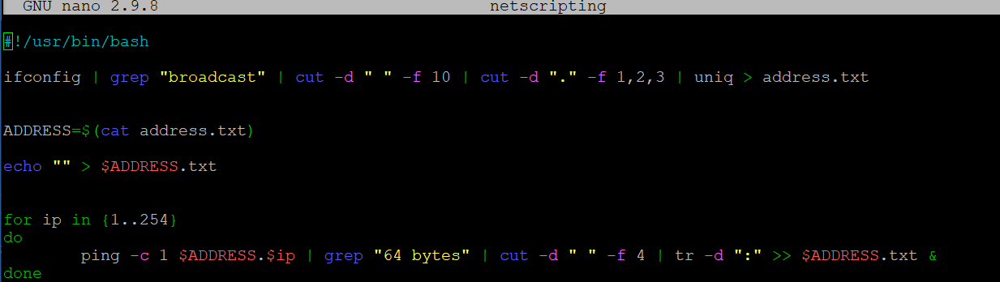 GNU nano 2.9.8 netscripting
#!/usr/bin/bash
ifconfig | grep "broadcast" | cut -d " " -f 10 | cut -d "." -f 1,2,3 | uniq > address.txt
ADDRESS=$(cat address.txt)
echo "" > $ADDRESS.txt
for ip in {1..254}
do
ping -c 1 $ADDRESS.$ip | grep "64 bytes" | cut -d " " -f 4 | tr -d ":" >> $ADDRESS.txt &
done